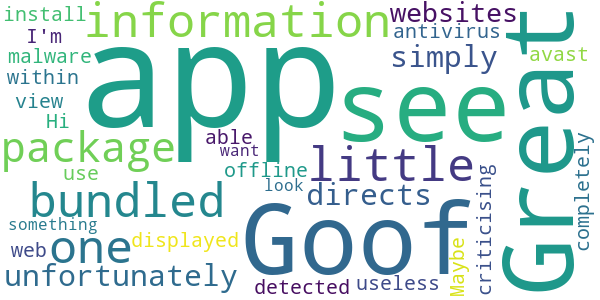 install
information
websites
I'm
antivirus
malware
app
see
simply
avast
within
view
Hi
Great
package
able
want
little
use
offline
look
directs
bundled
Goof
criticising
completely
something
web
one
displayed
Maybe
unfortunately
detected
useless